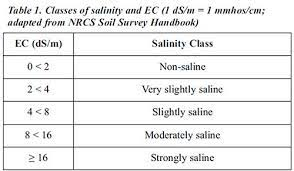 Table 1. Classes of salinity and EC (1 dS/m = 1 mmhos/cm;
adapted from NRCS Soil Survey Handbook)
EC (dS/m) Salinity Class
0 < 2 Non-saline
2 < 4 Very slightly saline
4 < 8 Slightly saline
8 < 16 Moderately saline
≥ 16 Strongly saline